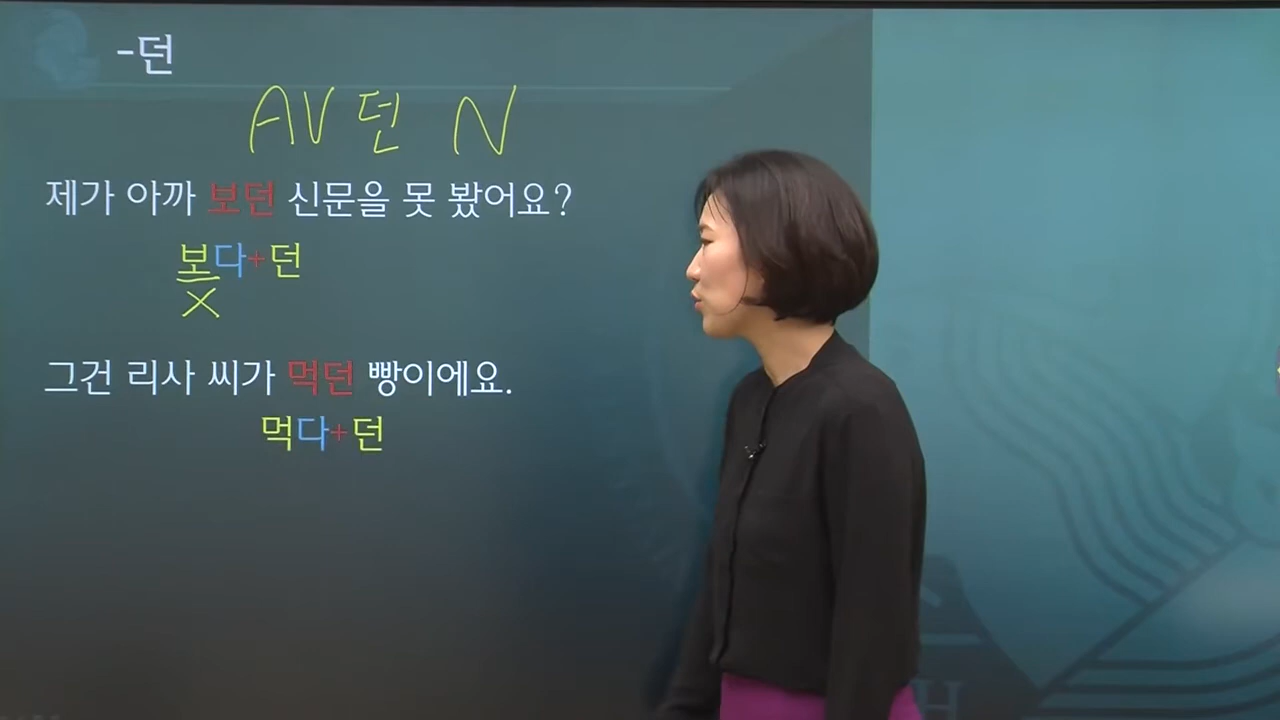 -던
AV던 N
제가 아까 보던 신문을 못 봤어요?
보다+던
X
그건 리사 씨가 먹던 빵이에요.
먹다+던
H